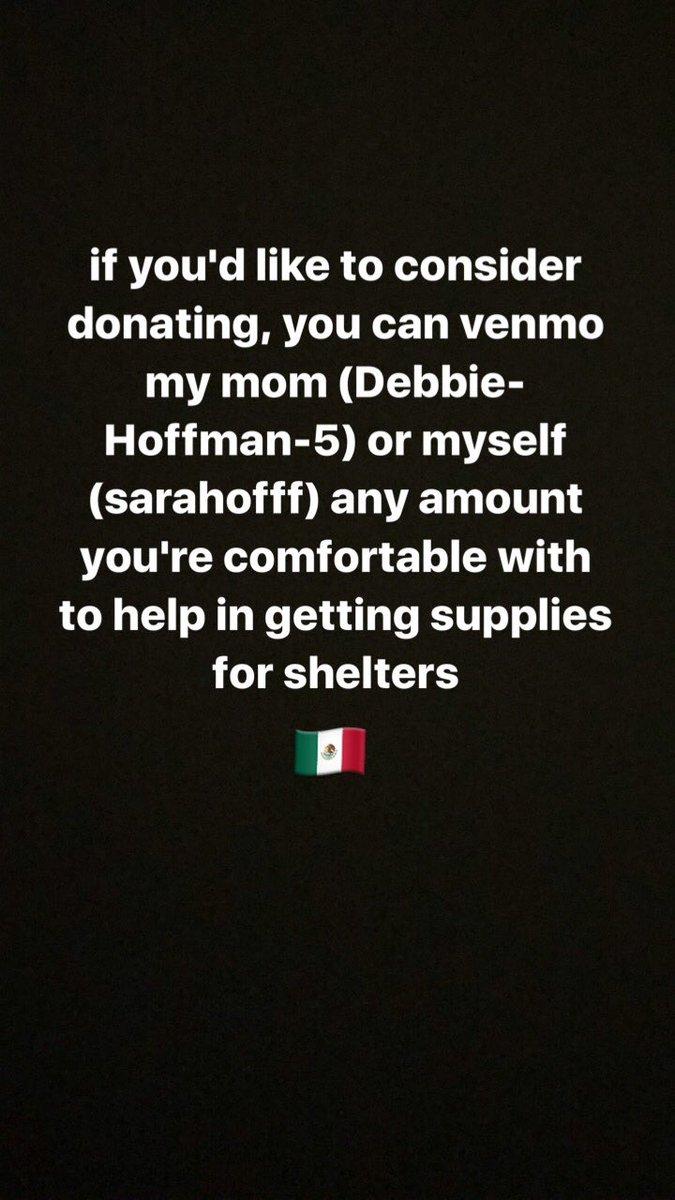 if you'd like to consider
donating, you can venmo
my mom (Debbie-
Hoffman-5) or myself
(sarahofff) any amount
you're comfortable with
to help in getting supplies
for shelters
🇲🇽